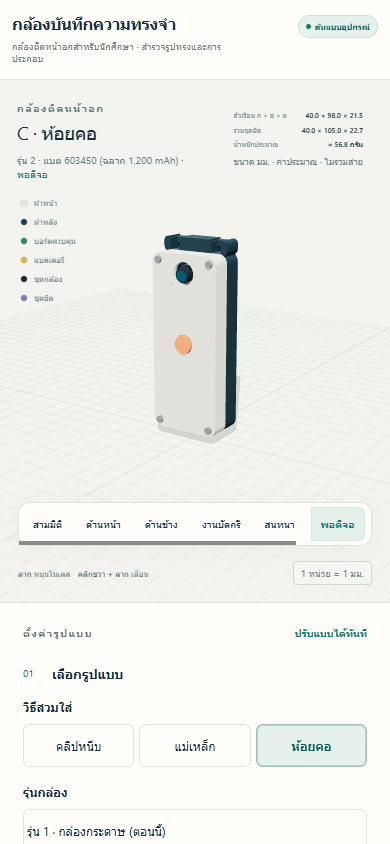 กล้องบันทึกความทรงจำ
ต้นแบบอุปกรณ์
กล้องติดหน้าอกสำหรับนักศึกษา · สำรวจรูปทรงและการ
ประกอบ
กล้องติดหน้าอก
C · ห้อยคอ
รุ่น 2 · แบต 603450 (ฉลาก 1,200 mAh) ·
พอดีจอ
ตัวเรือน ก × ส × ล 40.0 × 98.0 × 21.5
รวมชุดยึด 40.0 × 105.0 × 22.7
น้ำหนักประมาณ ≈ 56.8 กรัม
ขนาด มม. · ค่าประมาณ · ไม่รวมสาย
ฝาหน้า
ฝาหลัง
บอร์ดควบคุม
แบตเตอรี่
ชุดกล้อง
ชุดยึด
สามมิติ ด้านหน้า ด้านข้าง งานบัดกรี สนทนา พอดีจอ
ลาก หมุนโมเดล คลิกขวา + ลาก เลื่อน
1 หน่วย = 1 มม.
ตั้งค่ารูปแบบ
ปรับแบบได้ทันที
01 เลือกรูปแบบ
วิธีสวมใส่
คลิปหนีบ แม่เหล็ก ห้อยคอ
รุ่นกล่อง
รุ่น 1 · กล่องกระดาษ (ตอนนี้)